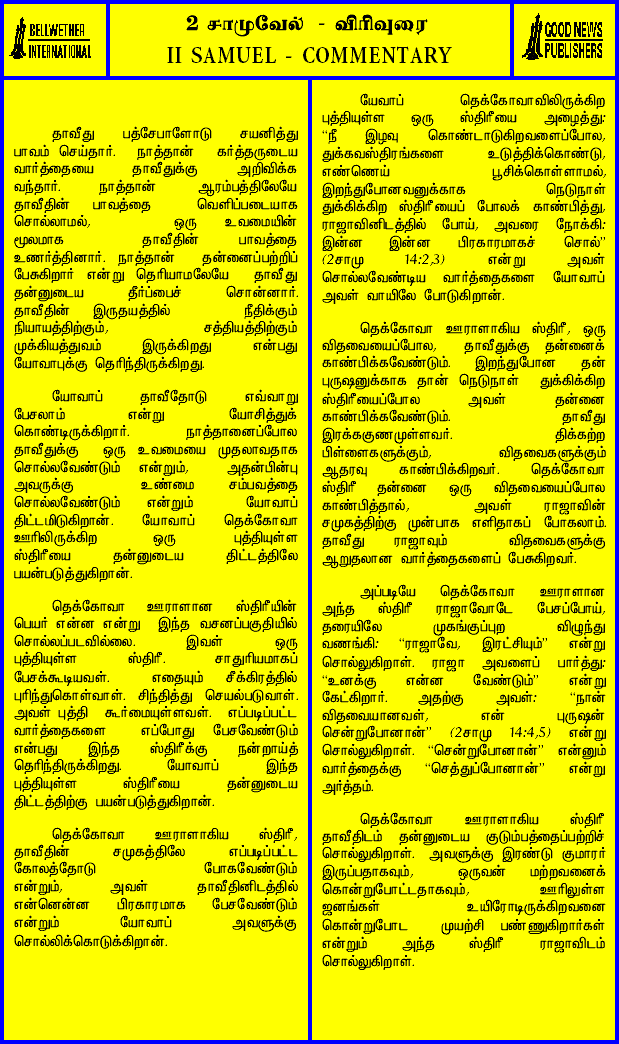 BELLWETHER
INTERNATIONAL
2 சாமுவேல் - விரிவுரை
II SAMUEL - COMMENTARY
GOOD NEWS
PUBLISHERS
தாவீது பத்சேபாளோடு சயனித்து
பாவம் செய்தார். நாத்தான் கர்த்தருடைய
வார்த்தையை தாவீதுக்கு அறிவிக்க
வந்தார். நாத்தான் ஆரம்பத்திலேயே
தாவீதின் பாவத்தை வெளிப்படையாக
சொல்லாமல், ஒரு உவமையின்
மூலமாக தாவீதின் பாவத்தை
உணர்த்தினார். நாத்தான் தன்னைப்பற்றிப்
பேசுகிறார் என்று தெரியாமலேயே தாவீது
தன்னுடைய தீர்ப்பைச் சொன்னார்.
தாவீதின் இருதயத்தில் நீதிக்கும்
நியாயத்திற்கும், சத்தியத்திற்கும்
முக்கியத்துவம் இருக்கிறது என்பது
யோவாபுக்கு தெரிந்திருக்கிறது.
யோவாப் தாவீதோடு எவ்வாறு
பேசலாம் என்று யோசித்துக்
கொண்டிருக்கிறார். நாத்தானைப்போல
தாவீதுக்கு ஒரு உவமையை முதலாவதாக
சொல்லவேண்டும் என்றும், அதன்பின்பு
அவருக்கு உண்மை சம்பவத்தை
சொல்லவேண்டும் என்றும் யோவாப்
திட்டமிடுகிறான். யோவாப் தெக்கோவா
ஊரிலிருக்கிற ஒரு புத்தியுள்ள
ஸ்திரீயை தன்னுடைய திட்டத்திலே
பயன்படுத்துகிறான்.
தெக்கோவா ஊராளான ஸ்திரீயின்
பெயர் என்ன என்று இந்த வசனப்பகுதியில்
சொல்லப்படவில்லை. இவள் ஒரு
புத்தியுள்ள ஸ்திரீ. சாதுரியமாகப்
பேசக்கூடியவள். எதையும் சீக்கிரத்தில்
புரிந்துகொள்வாள். சிந்தித்து செயல்படுவாள்.
அவள் புத்தி கூர்மையுள்ளவள். எப்படிப்பட்ட
வார்த்தைகளை எப்போது பேசவேண்டும்
என்பது இந்த ஸ்திரீக்கு நன்றாய்த்
தெரிந்திருக்கிறது. யோவாப் இந்த
புத்தியுள்ள ஸ்திரீயை தன்னுடைய
திட்டத்திற்கு பயன்படுத்துகிறான்.
தெக்கோவா ஊராளாகிய ஸ்திரீ,
தாவீதின் சமுகத்திலே எப்படிப்பட்ட
கோலத்தோடு போகவேண்டும்
என்றும், அவள் தாவீதினிடத்தில்
என்னென்ன பிரகாரமாக பேசவேண்டும்
என்றும் யோவாப் அவளுக்கு
சொல்லிக்கொடுக்கிறான்.
யேவாப் தெக்கோவாவிலிருக்கிற
புத்தியுள்ள ஒரு ஸ்திரீயை அழைத்து:
“நீ இழவு கொண்டாடுகிறவளைப்போல,
துக்கவஸ்திரங்களை உடுத்திக்கொண்டு,
எண்ணெய் பூசிக்கொள்ளாமல்,
இறந்துபோனவனுக்காக நெடுநாள்
துக்கிக்கிற ஸ்திரீயைப் போலக் காண்பித்து,
ராஜாவினிடத்தில் போய், அவரை நோக்கி:
இன்ன இன்ன பிரகாரமாகச் சொல்”
(2சாமு 14:2,3) என்று அவள்
சொல்லவேண்டிய வார்த்தைகளை யோவாப்
அவள் வாயிலே போடுகிறான்.
தெக்கோவா ஊராளாகிய ஸ்திரீ, ஒரு
விதவையைப்போல, தாவீதுக்கு தன்னைக்
காண்பிக்கவேண்டும். இறந்துபோன தன்
புருஷனுக்காக தான் நெடுநாள் துக்கிக்கிற
ஸ்திரீயைப்போல அவள் தன்னை
காண்பிக்கவேண்டும். தாவீது
இரக்ககுணமுள்ளவர். திக்கற்ற
பிள்ளைகளுக்கும், விதவைகளுக்கும்
ஆதரவு காண்பிக்கிறவர். தெக்கோவா
ஸ்திரீ தன்னை ஒரு விதவையைப்போல
காண்பித்தால், அவள் ராஜாவின்
சமுகத்திற்கு முன்பாக எளிதாகப் போகலாம்.
தாவீது ராஜாவும் விதவைகளுக்கு
ஆறுதலான வார்த்தைகளைப் பேசுகிறவர்.
அப்படியே தெக்கோவா ஊராளான
அந்த ஸ்திரீ ராஜாவோடே பேசப்போய்,
தரையிலே முகங்குப்புற விழுந்து
வணங்கி: “ராஜாவே, இரட்சியும்” என்று
சொல்லுகிறாள். ராஜா அவளைப் பார்த்து:
“உனக்கு என்ன வேண்டும்” என்று
கேட்கிறார். அதற்கு அவள்: “நான்
விதவையானவள், என் புருஷன்
சென்றுபோனான்” (2சாமு 14:4,5) என்று
சொல்லுகிறாள். “சென்றுபோனான்” என்னும்
வார்த்தைக்கு “செத்துப்போனான்” என்று
அர்த்தம்.
தெக்கோவா ஊராளாகிய ஸ்திரீ
தாவீதிடம் தன்னுடைய குடும்பத்தைப்பற்றிச்
சொல்லுகிறாள். அவளுக்கு இரண்டு குமாரர்
இருப்பதாகவும், ஒருவன் மற்றவனைக்
கொன்றுபோட்டதாகவும், ஊரிலுள்ள
ஜனங்கள் உயிரோடிருக்கிறவனை
கொன்றுபோட முயற்சி பண்ணுகிறார்கள்
என்றும் அந்த ஸ்திரீ ராஜாவிடம்
சொல்லுகிறாள்.